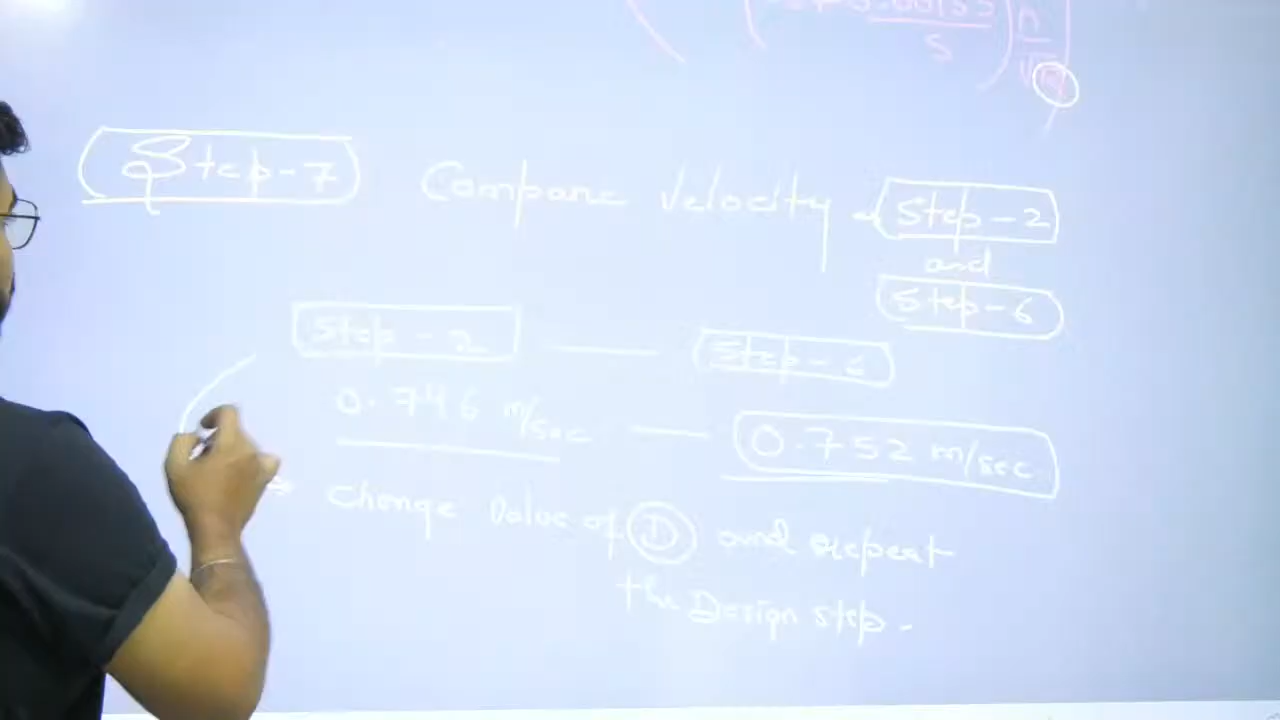 S
n
Step-7 Compare Velocity Step-2
and
Step-6
Step-2 — Step-6
0.746 m/sec — 0.752 m/sec
⇒ change value of D and repeat
the Design step.